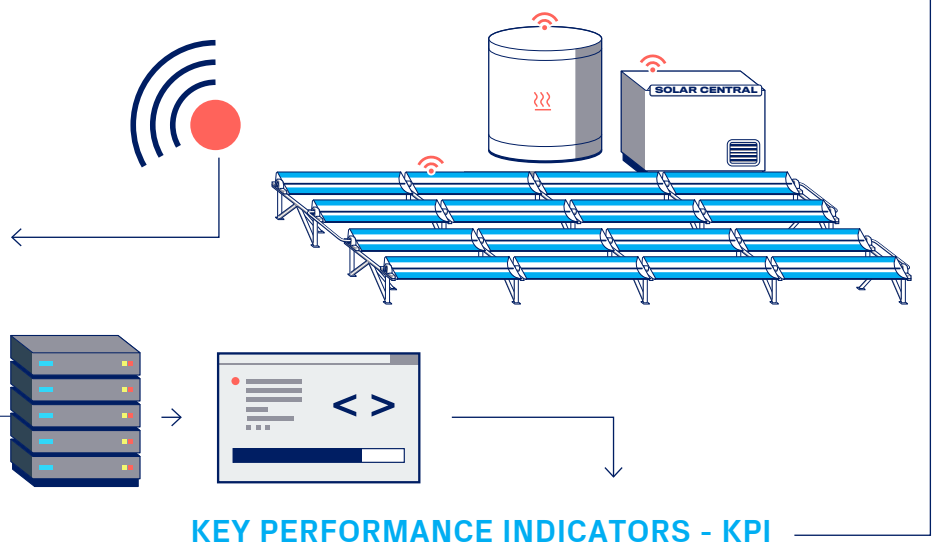 SOLAR CENTRAL
< >
KEY PERFORMANCE INDICATORS - KPI